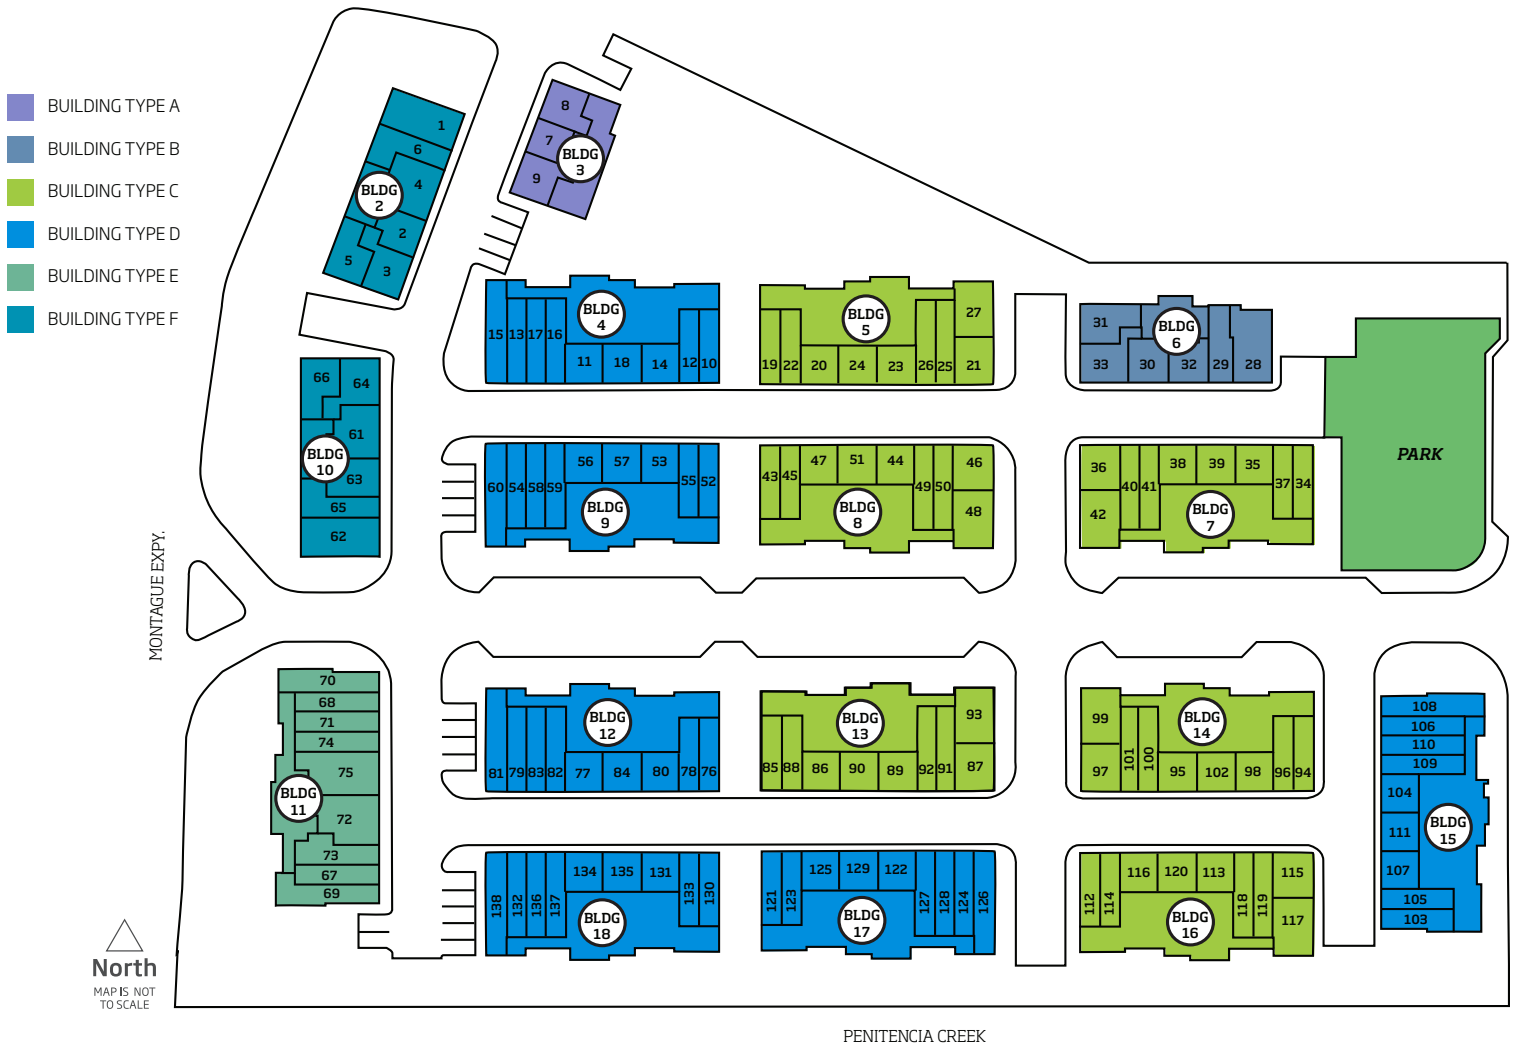 BUILDING TYPE A
BUILDING TYPE B
BUILDING TYPE C
BUILDING TYPE D
BUILDING TYPE E
BUILDING TYPE F
1
6
4
2
5
3
BLDG
2
8
7
9
BLDG
3
15 13 17 16
BLDG
4
11 18 14 12 10
BLDG
5
27
19 22 20 24 23 26 25 21
31
BLDG
6
33 30 32 29 28
66 64
61
BLDG
10
63
65
62
60 54 58 59 56 57 53 55 52
BLDG
9
43 45 47 51 44 49 50 46
48
BLDG
8
36 40 41 38 39 35 37 34
42
BLDG
7
PARK
MONTAGUE EXPY.
70
68
71
74
75
BLDG
11
72
73
67
69
BLDG
12
81 79 83 82 77 84 80 78 76
BLDG
13
93
85 88 86 90 89 92 91 87
99
BLDG
14
97 101 100 95 102 98 96 94
108
106
110
109
104
111
BLDG
15
107
105
103
138 132 136 137 134 135 131 133 130
BLDG
18
121 123 125 129 122 127 128 124 126
BLDG
17
112 114 116 120 113 118 119 115
117
BLDG
16
North
MAP IS NOT
TO SCALE
PENITENCIA CREEK